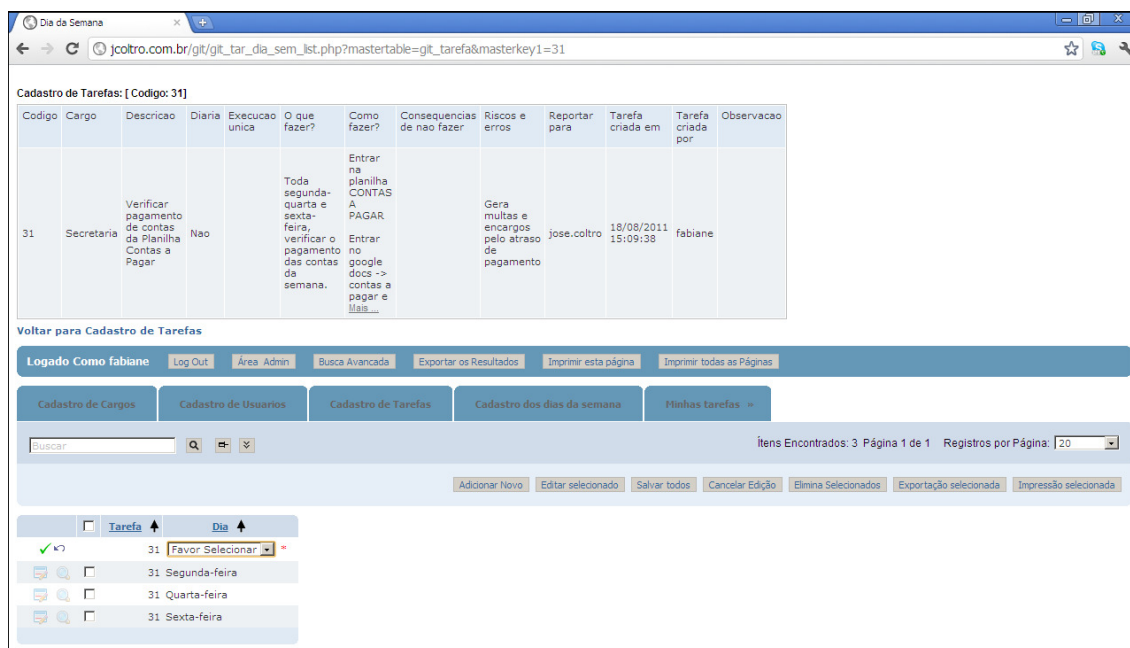 Dia da Semana
jcoltro.com.br/git/git_tar_dia_sem_list.php?mastertable=git_tarefa&masterkey1=31
Cadastro de Tarefas: [ Codigo: 31]
Codigo Cargo Descricao Diaria Execucao unica O que fazer? Como fazer? Consequencias de nao fazer Riscos e erros Reportar para Tarefa criada em Tarefa criada por Observacao
31
Secretaria
Verificar
pagamento
de contas
da Planilha
Contas a
Pagar
Nao
Toda
segunda-
quarta e
sexta-
feira,
verificar o
pagamento
das contas
da
semana.
Entrar
na
planilha
CONTAS
A
PAGAR
Entrar
no
google
docs ->
contas a
pagar e
Mais ...
Gera
multas e
encargos
pelo atraso
de
pagamento
jose.coltro
18/08/2011
15:09:38
fabiane
Voltar para Cadastro de Tarefas
Logado Como fabiane Log Out Área Admin Busca Avancada Exportar os Resultados Imprimir esta página Imprimir todas as Páginas
Cadastro de Cargos Cadastro de Usuarios Cadastro de Tarefas Cadastro dos dias da semana Minhas tarefas »
Buscar Ítens Encontrados: 3 Página 1 de 1 Registros por Página: 20
Adicionar Novo Editar selecionado Salvar todos Cancelar Edição Elimina Selecionados Exportação selecionada Impressão selecionada
Tarefa Dia
31 Favor Selecionar *
31 Segunda-feira
31 Quarta-feira
31 Sexta-feira